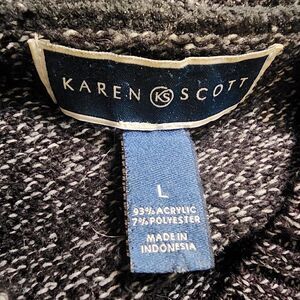 KAREN KS SCOTT
L
93% ACRYLIC
7% POLYESTER
MADE IN
INDONESIA